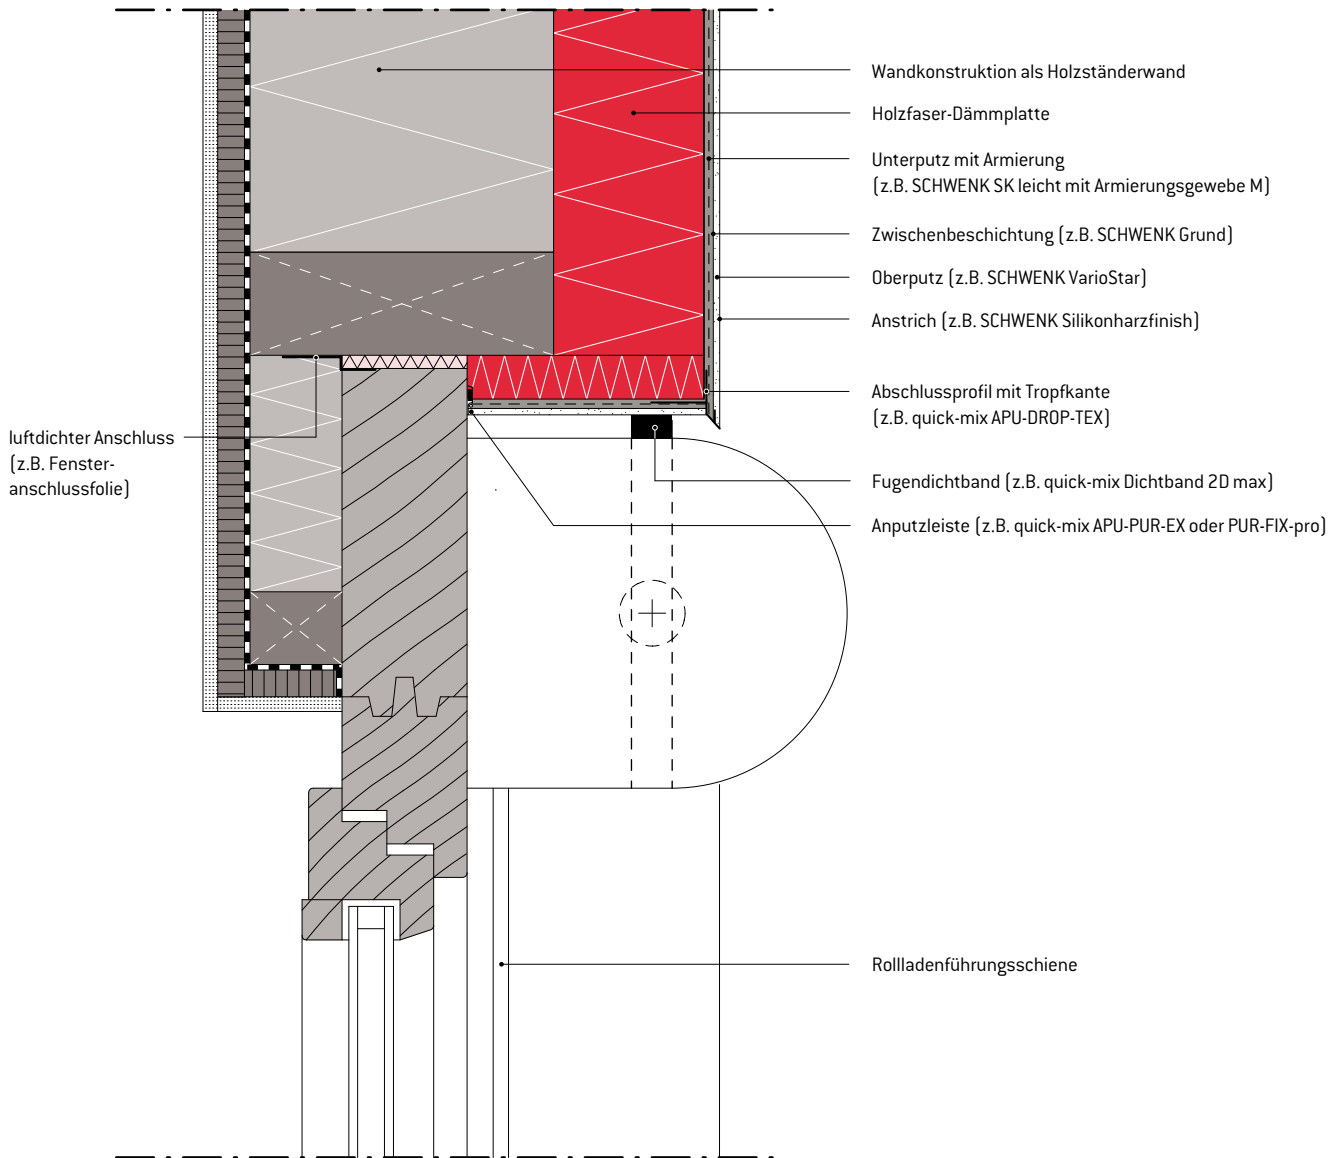 Wandkonstruktion als Holzständerwand
Holzfaser-Dämmplatte
Unterputz mit Armierung
(z.B. SCHWENK SK leicht mit Armierungsgewebe M)
Zwischenbeschichtung (z.B. SCHWENK Grund)
Oberputz (z.B. SCHWENK VarioStar)
Anstrich (z.B. SCHWENK Silikonharzfinish)
Abschlussprofil mit Tropfkante
(z.B. quick-mix APU-DROP-TEX)
luftdichter Anschluss
(z.B. Fenster-
anschlussfolie)
Fugendichtband (z.B. quick-mix Dichtband 2D max)
Anputzleiste (z.B. quick-mix APU-PUR-EX oder PUR-FIX-pro)
Rollladenführungsschiene